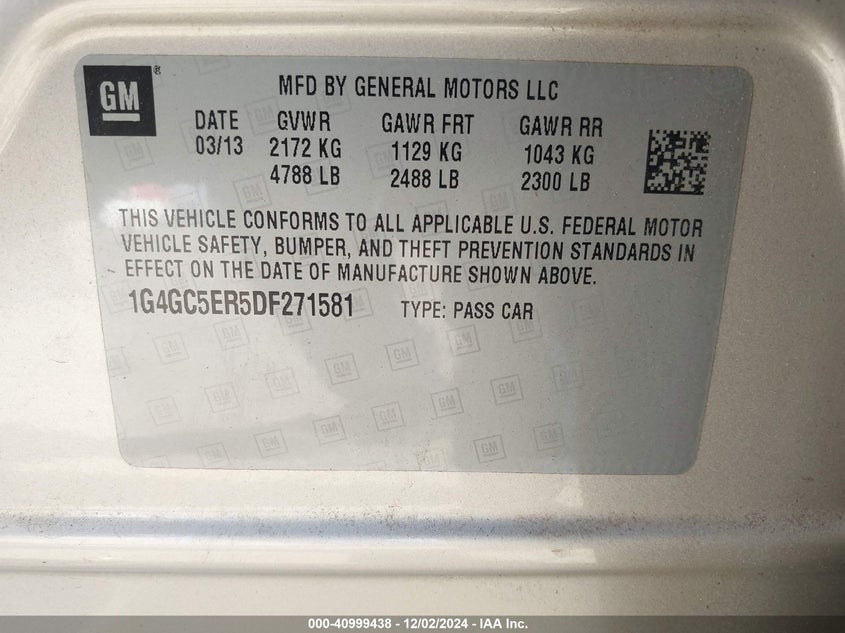 GM ®
MFD BY GENERAL MOTORS LLC
DATE GVWR GAWR FRT GAWR RR
03/13 2172 KG 1129 KG 1043 KG
4788 LB 2488 LB 2300 LB
THIS VEHICLE CONFORMS TO ALL APPLICABLE U.S. FEDERAL MOTOR
VEHICLE SAFETY, BUMPER, AND THEFT PREVENTION STANDARDS IN
EFFECT ON THE DATE OF MANUFACTURE SHOWN ABOVE.
1G4GC5ER5DF271581 TYPE: PASS CAR
000-40999438 - 12/02/2024 - IAA Inc.